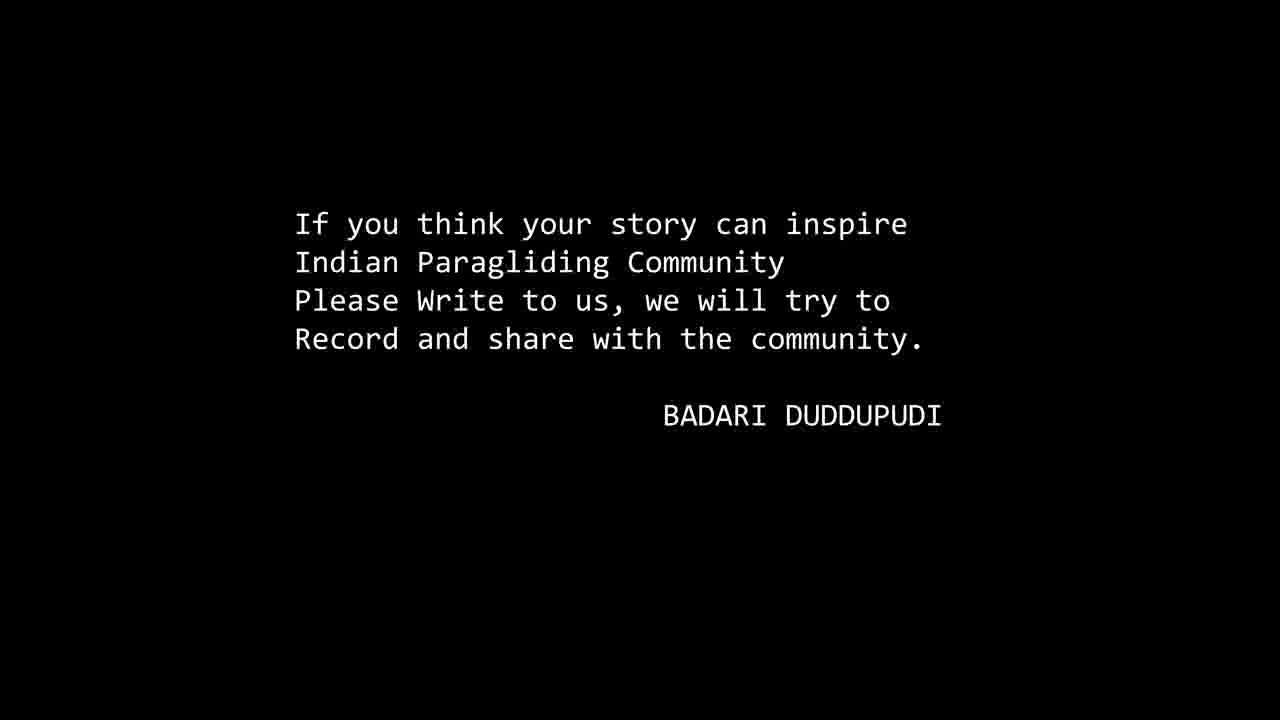 If you think your story can inspire
Indian Paragliding Community
Please Write to us, we will try to
Record and share with the community.
BADARI DUDDUPUDI